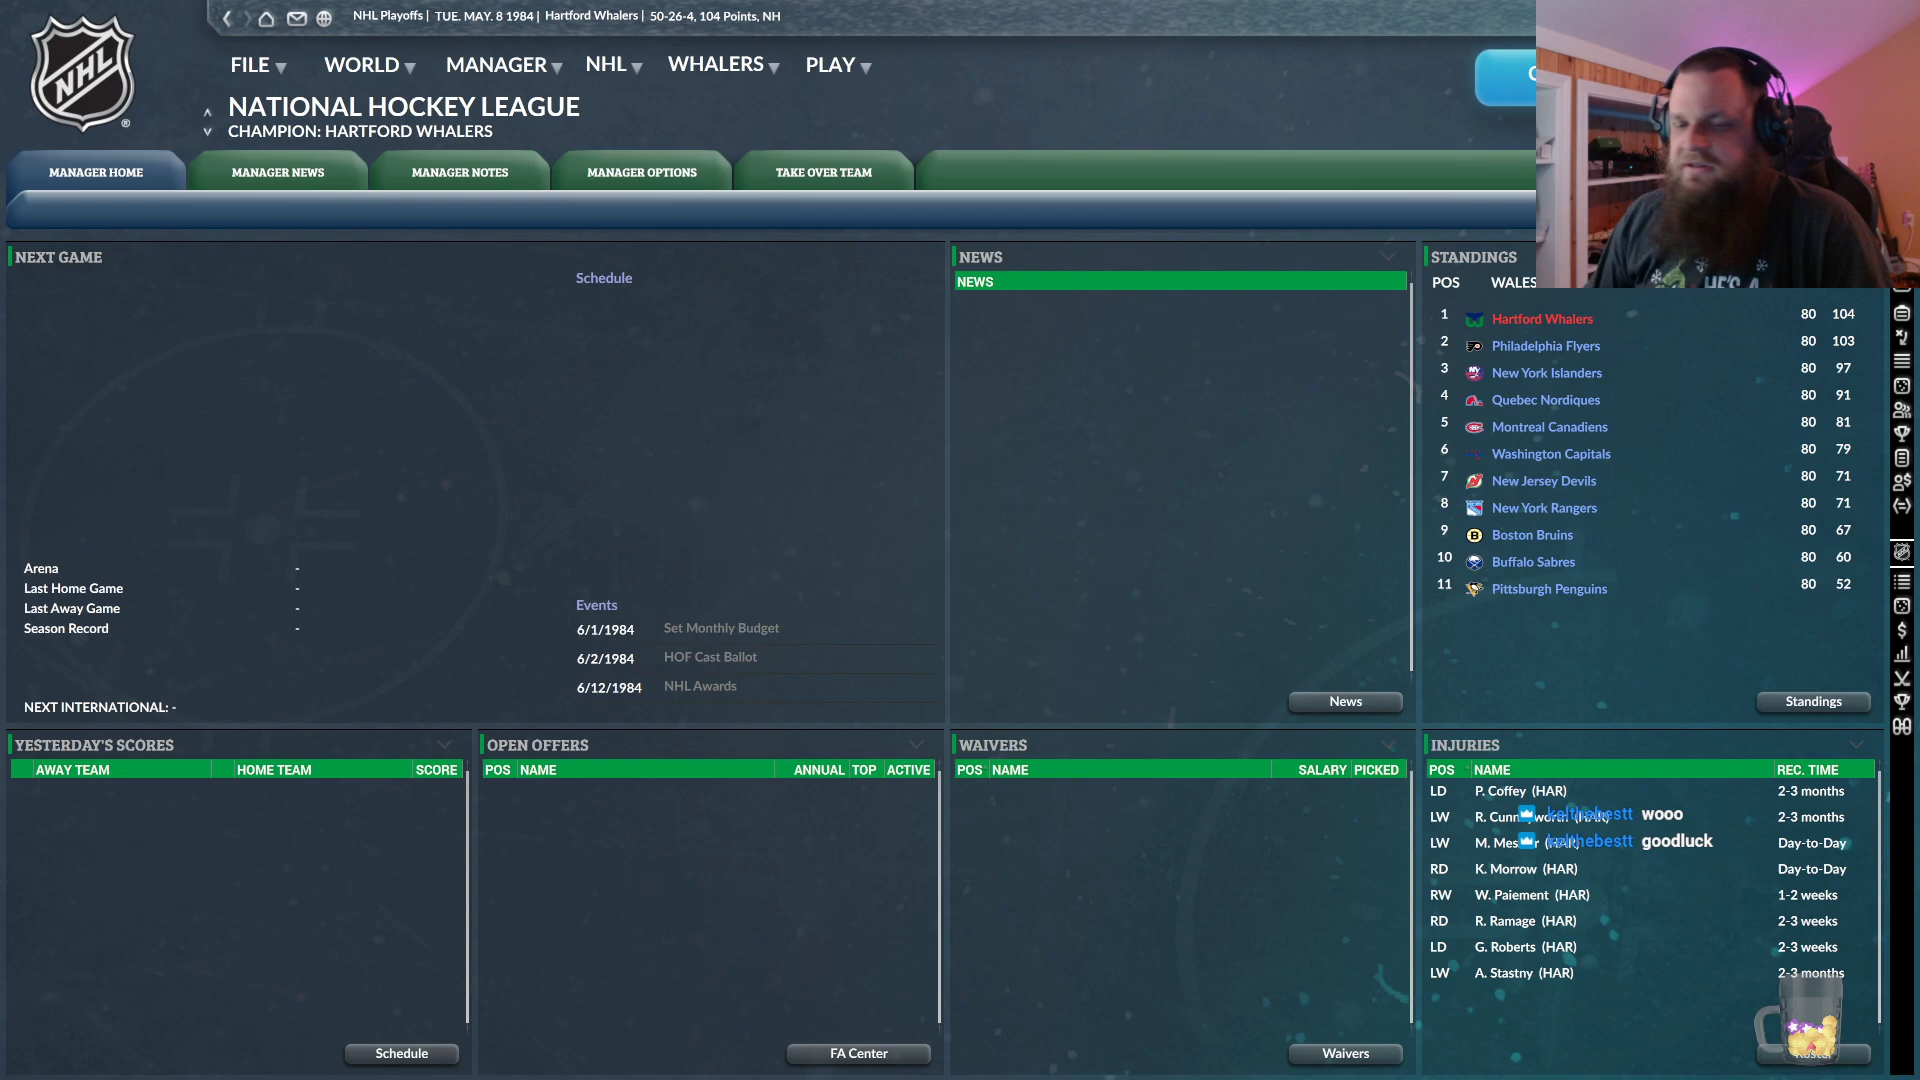 NHL Playoffs | TUE. MAY. 8 1984 | Hartford Whalers | 50-26-4, 104 Points, NH
NHL
FILE WORLD MANAGER NHL WHALERS PLAY
NATIONAL HOCKEY LEAGUE
CHAMPION: HARTFORD WHALERS
MANAGER HOME MANAGER NEWS MANAGER NOTES MANAGER OPTIONS TAKE OVER TEAM
NEXT GAME
Schedule
Arena -
Last Home Game -
Last Away Game -
Season Record -
Events
6/1/1984 Set Monthly Budget
6/2/1984 HOF Cast Ballot
6/12/1984 NHL Awards
NEXT INTERNATIONAL: -
NEWS
NEWS
News
STANDINGS
POS WALES
1 Hartford Whalers 80 104
2 Philadelphia Flyers 80 103
3 New York Islanders 80 97
4 Quebec Nordiques 80 91
5 Montreal Canadiens 80 81
6 Washington Capitals 80 79
7 New Jersey Devils 80 71
8 New York Rangers 80 71
9 Boston Bruins 80 67
10 Buffalo Sabres 80 60
11 Pittsburgh Penguins 80 52
Standings
YESTERDAY'S SCORES
AWAY TEAM HOME TEAM SCORE
Schedule
OPEN OFFERS
POS NAME ANNUAL TOP ACTIVE
FA Center
WAIVERS
POS NAME SALARY PICKED
Waivers
INJURIES
POS NAME REC. TIME
LD P. Coffey (HAR) 2-3 months
LW R. (HAR) 2-3 months
kelthebestt wooo
LW M. (HAR) Day-to-Day
kelthebestt goodluck
RD K. Morrow (HAR) Day-to-Day
RW W. Paiement (HAR) 1-2 weeks
RD R. Ramage (HAR) 2-3 weeks
LD G. Roberts (HAR) 2-3 weeks
LW A. Stastny (HAR) 2-3 months
HE'S A